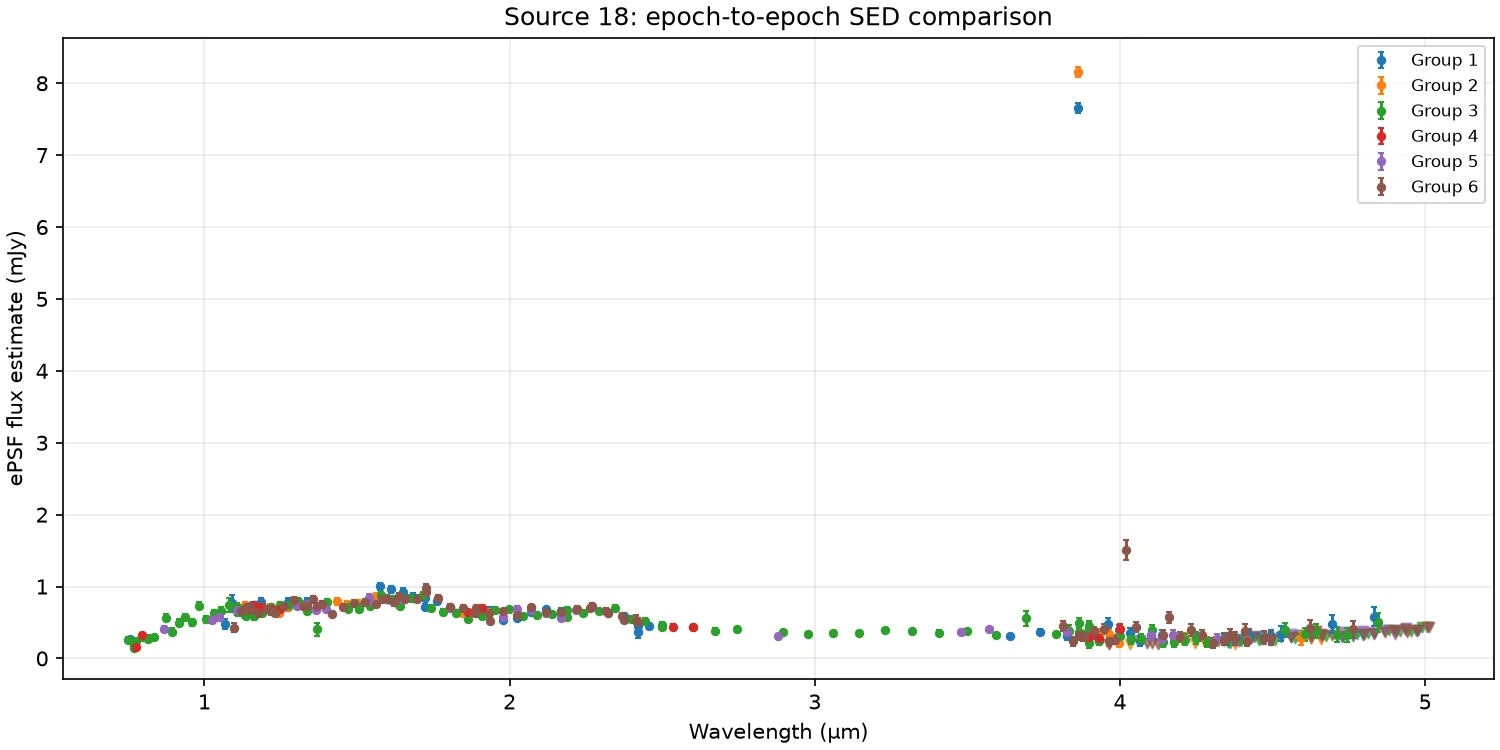 Source 18: epoch-to-epoch SED comparison
ePSF flux estimate (mJy)
8
7
6
5
4
3
2
1
0
Group 1
Group 2
Group 3
Group 4
Group 5
Group 6
1 2 3 4 5
Wavelength (μm)